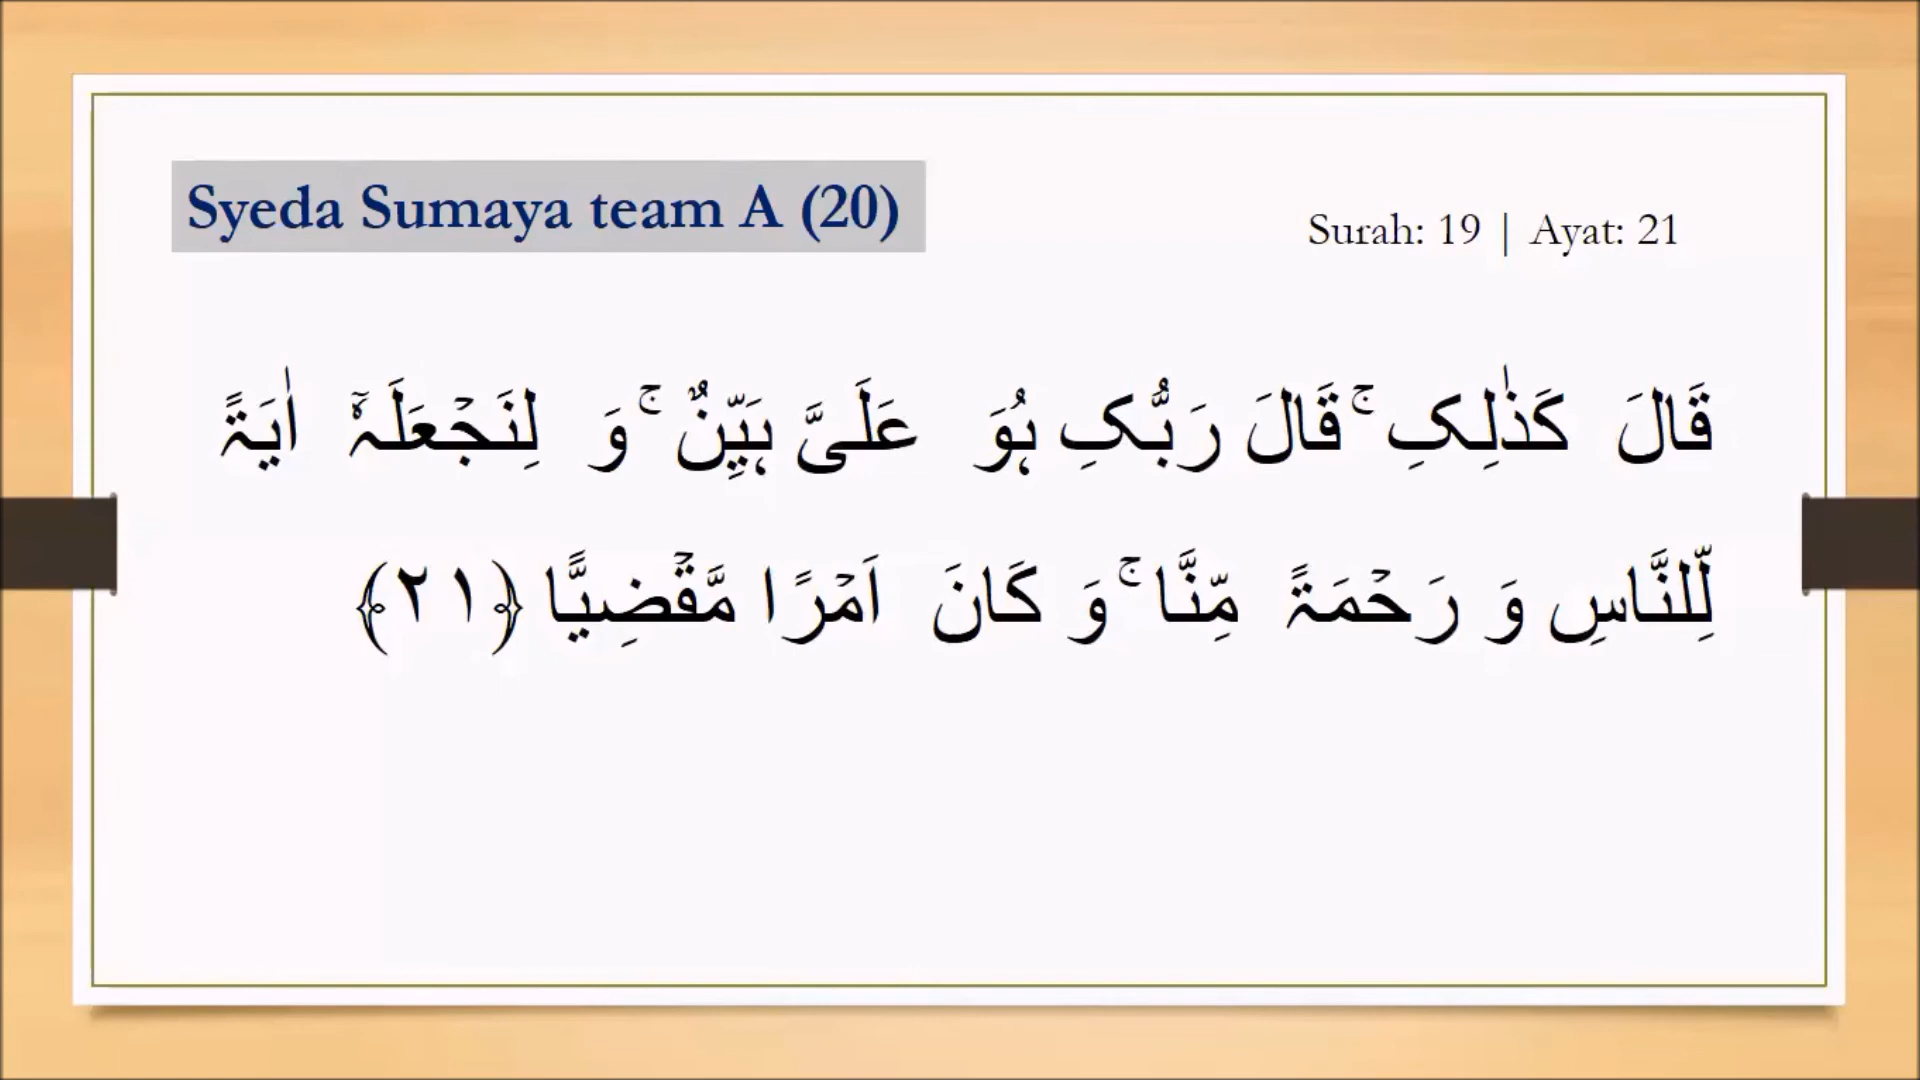 Syeda Sumaya team A (20)
Surah: 19 | Ayat: 21
قَالَ کَذٰلِکِ ۚ قَالَ رَبُّکِ ہُوَ عَلَیَّ ہَیِّنٌ ۚ وَ لِنَجۡعَلَہٗۤ اٰیَۃً
لِّلنَّاسِ وَ رَحۡمَۃً مِّنَّا ۚ وَ کَانَ اَمۡرًا مَّقۡضِیًّا ﴿۲۱﴾